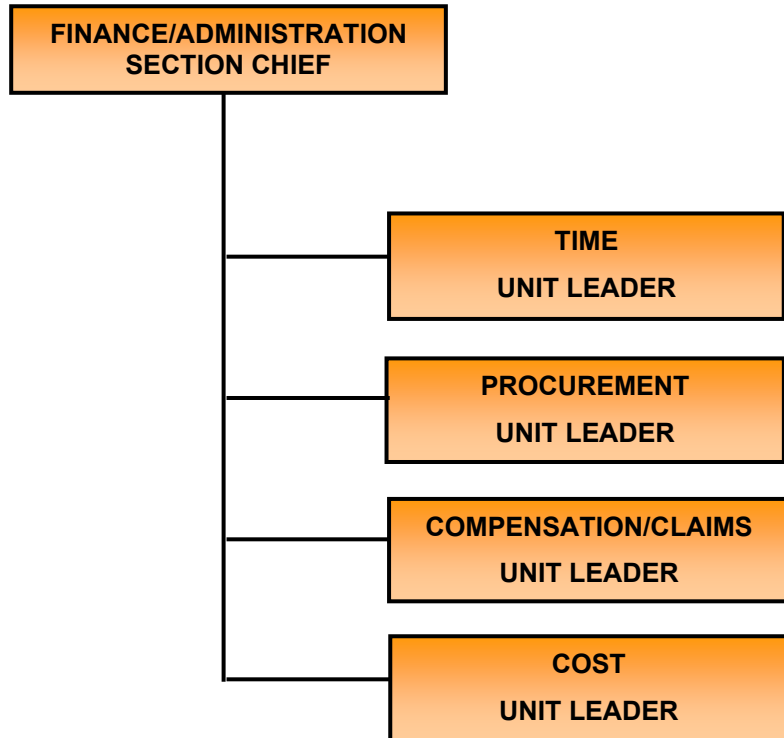 FINANCE/ADMINISTRATION
SECTION CHIEF
TIME
UNIT LEADER
PROCUREMENT
UNIT LEADER
COMPENSATION/CLAIMS
UNIT LEADER
COST
UNIT LEADER